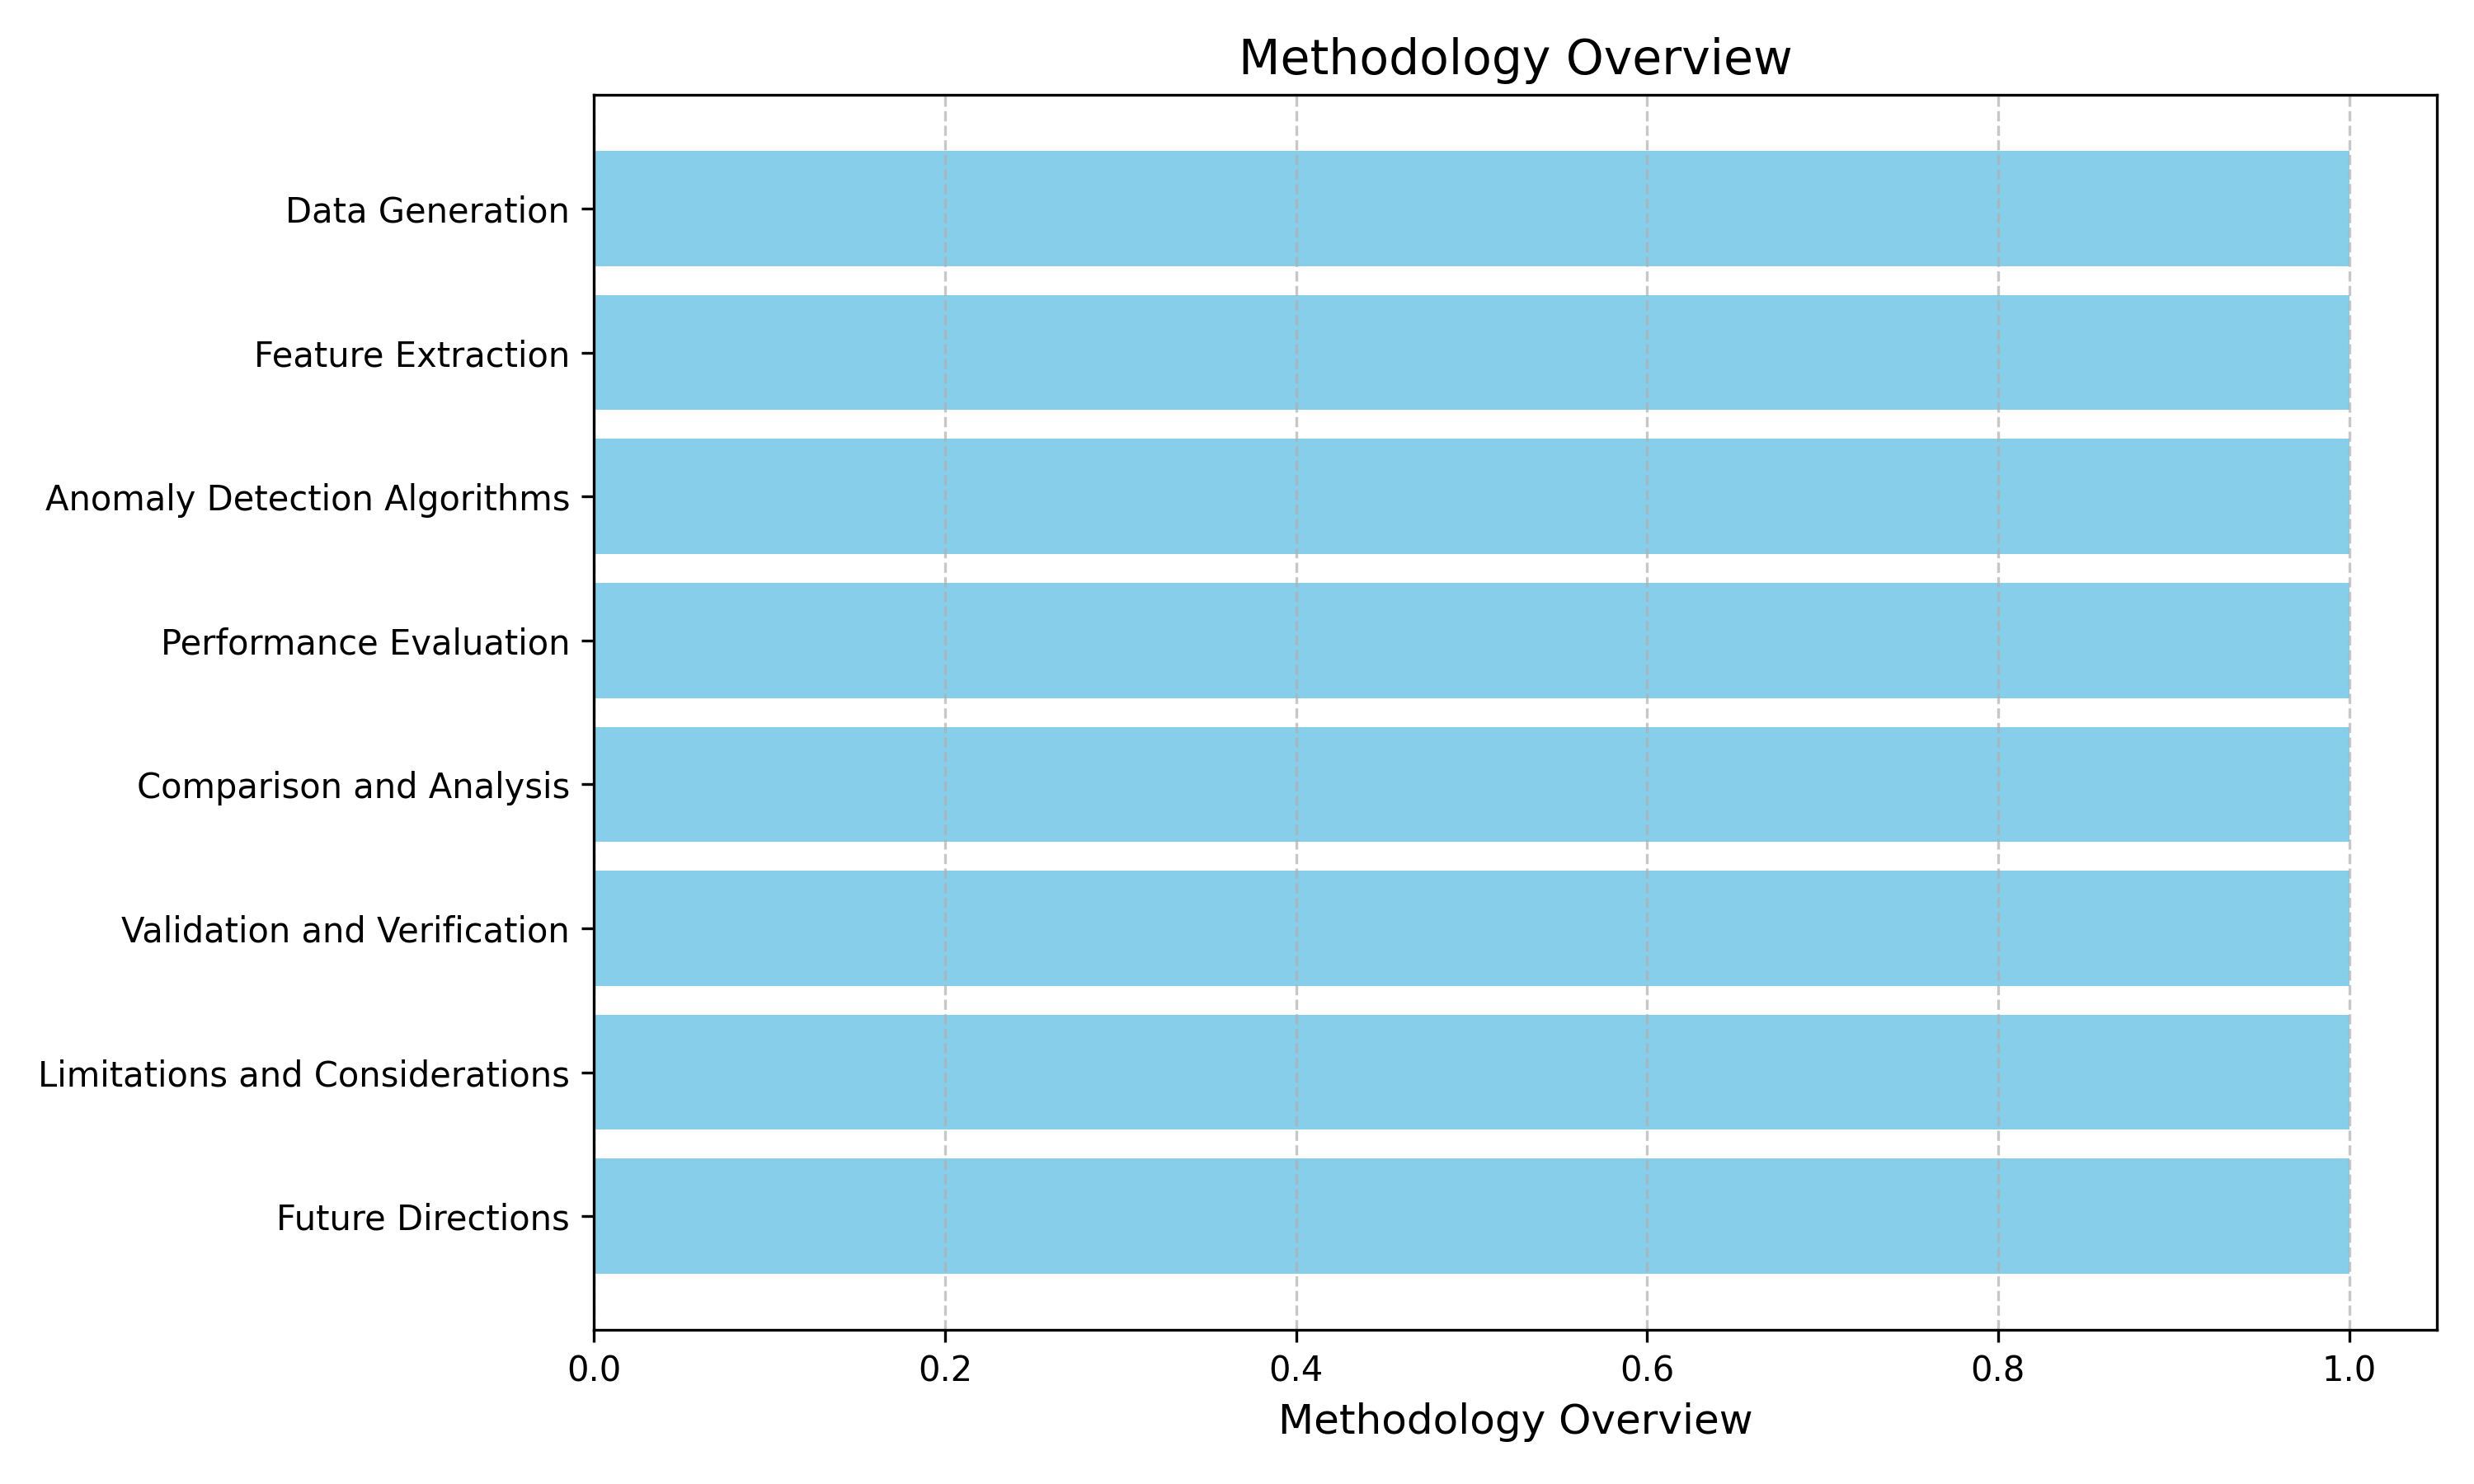 Methodology Overview
Data Generation
Feature Extraction
Anomaly Detection Algorithms
Performance Evaluation
Comparison and Analysis
Validation and Verification
Limitations and Considerations
Future Directions
0.0 0.2 0.4 0.6 0.8 1.0
Methodology Overview